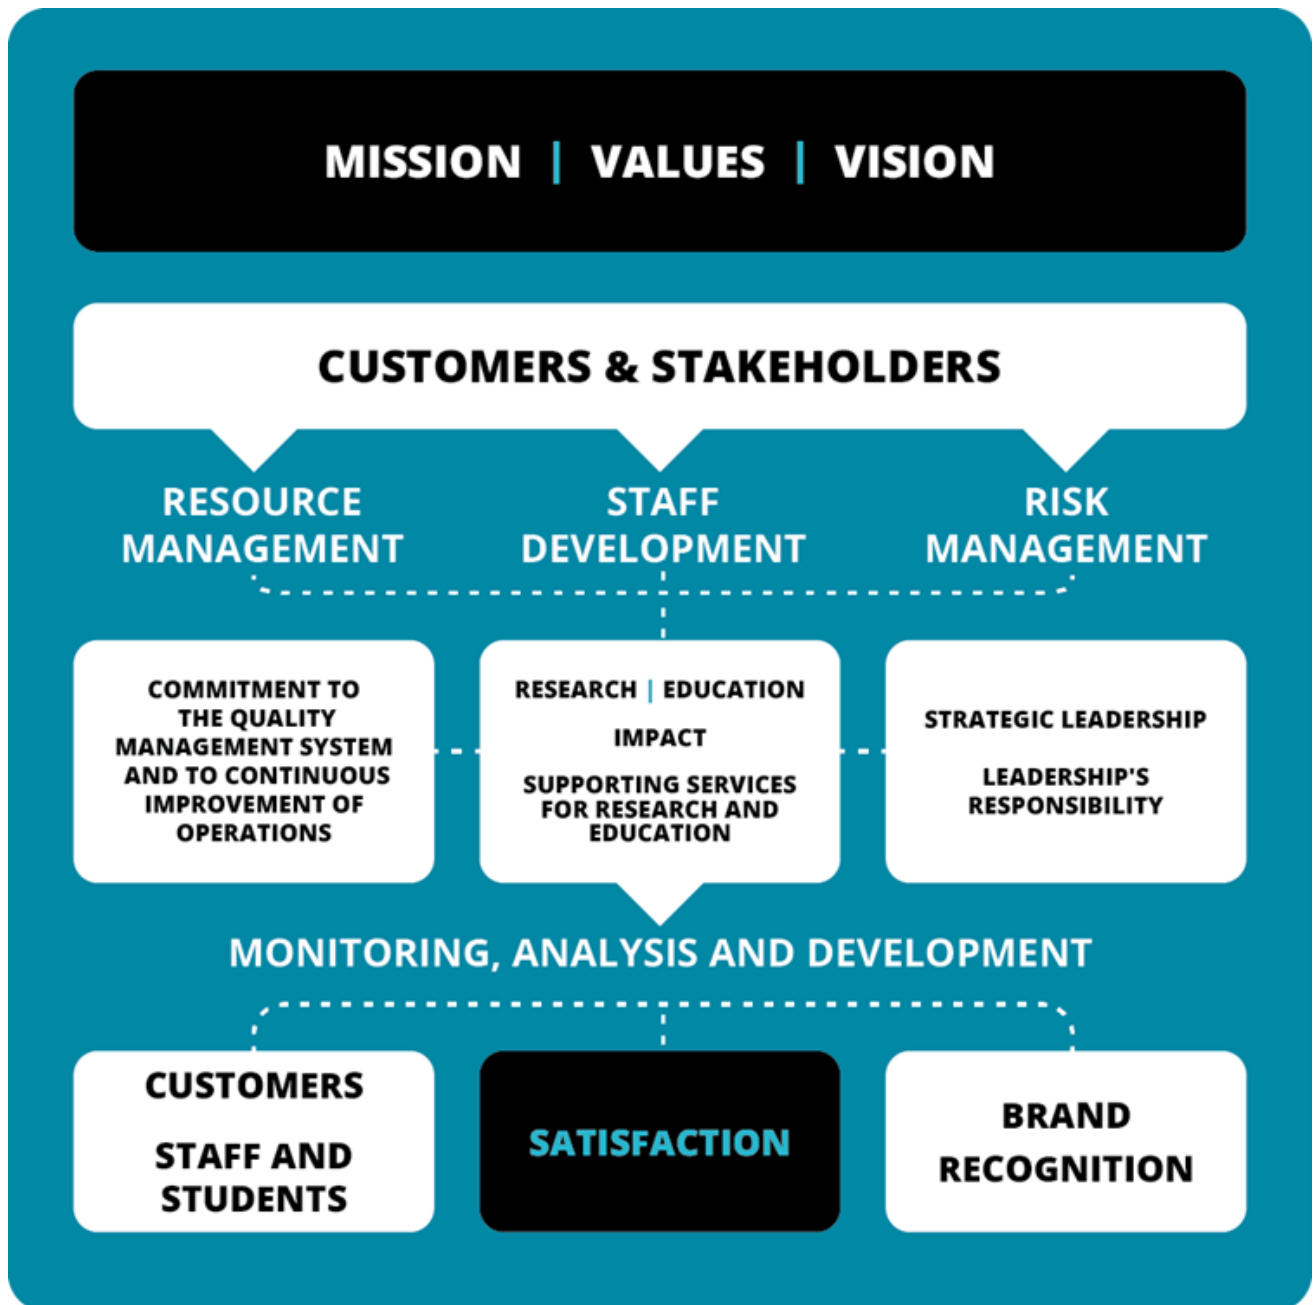 MISSION | VALUES | VISION
CUSTOMERS & STAKEHOLDERS
RESOURCE
MANAGEMENT
STAFF
DEVELOPMENT
RISK
MANAGEMENT
COMMITMENT TO
THE QUALITY
MANAGEMENT SYSTEM
AND TO CONTINUOUS
IMPROVEMENT OF
OPERATIONS
RESEARCH | EDUCATION
IMPACT
SUPPORTING SERVICES
FOR RESEARCH AND
EDUCATION
STRATEGIC LEADERSHIP
LEADERSHIP'S
RESPONSIBILITY
MONITORING, ANALYSIS AND DEVELOPMENT
CUSTOMERS
STAFF AND
STUDENTS
SATISFACTION
BRAND
RECOGNITION